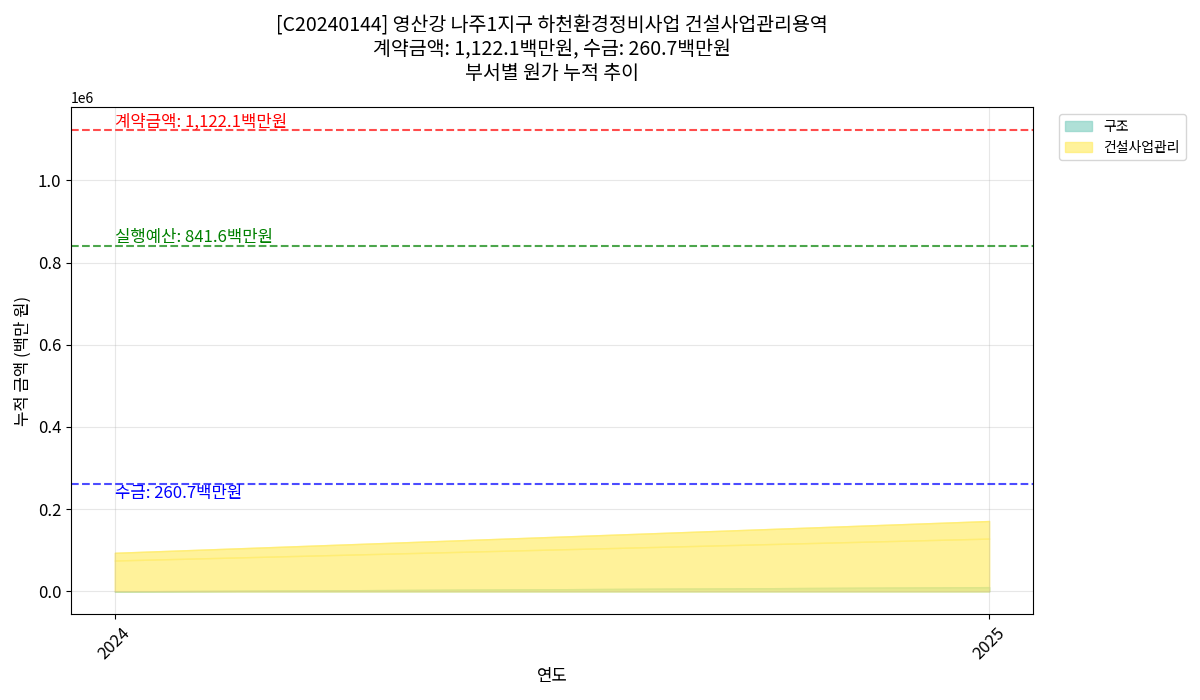 [C20240144] 영산강 나주1지구 하천환경정비사업 건설사업관리용역
계약금액: 1,122.1백만원, 수금: 260.7백만원
부서별 원가 누적 추이
1e6
계약금액: 1,122.1백만원
구조
건설사업관리
1.0
실행예산: 841.6백만원
0.8
0.6
누적 금액 (백만 원)
0.4
수금: 260.7백만원
0.2
0.0
2024
2025
연도